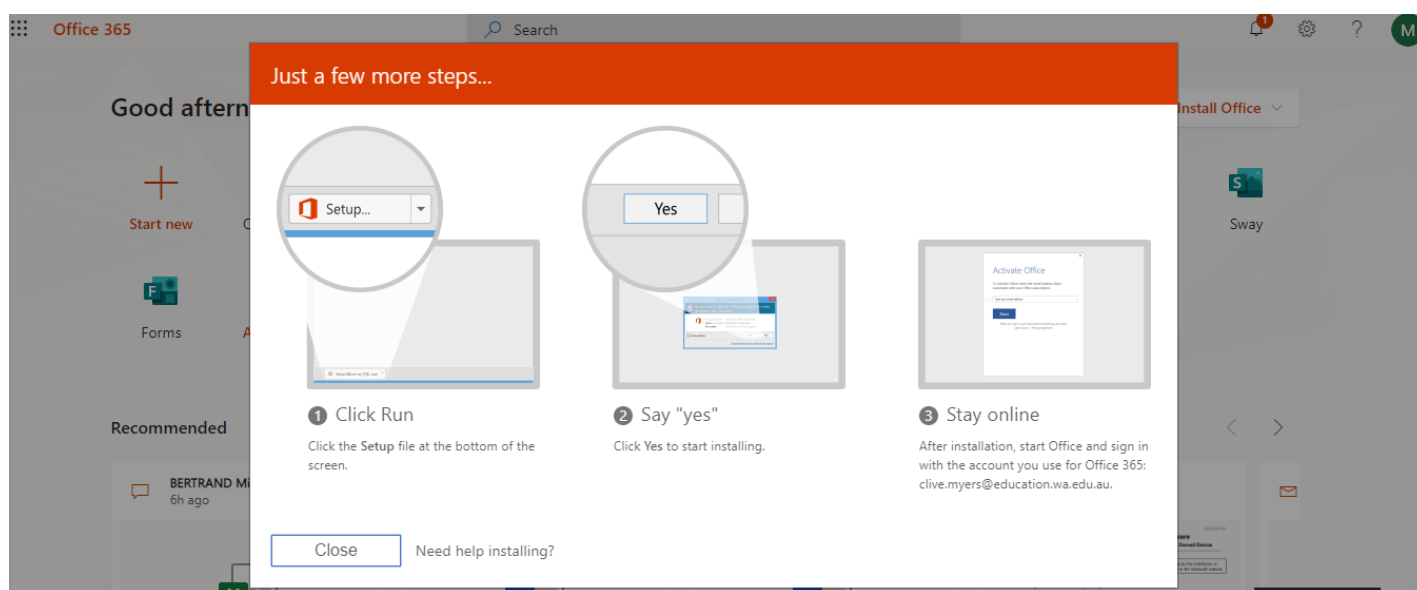 Office 365
Search
1
?
M
Just a few more steps...
Good aftern
Install Office
Setup...
Yes
S
Start new
Sway
Activate Office
F
Forms
A
1 Click Run
2 Say "yes"
3 Stay online
Click the Setup file at the bottom of the
screen.
Click Yes to start installing.
After installation, start Office and sign in
with the account you use for Office 365:
clive.myers@education.wa.edu.au.
Recommended
BERTRAND Mi
6h ago
Close
Need help installing?